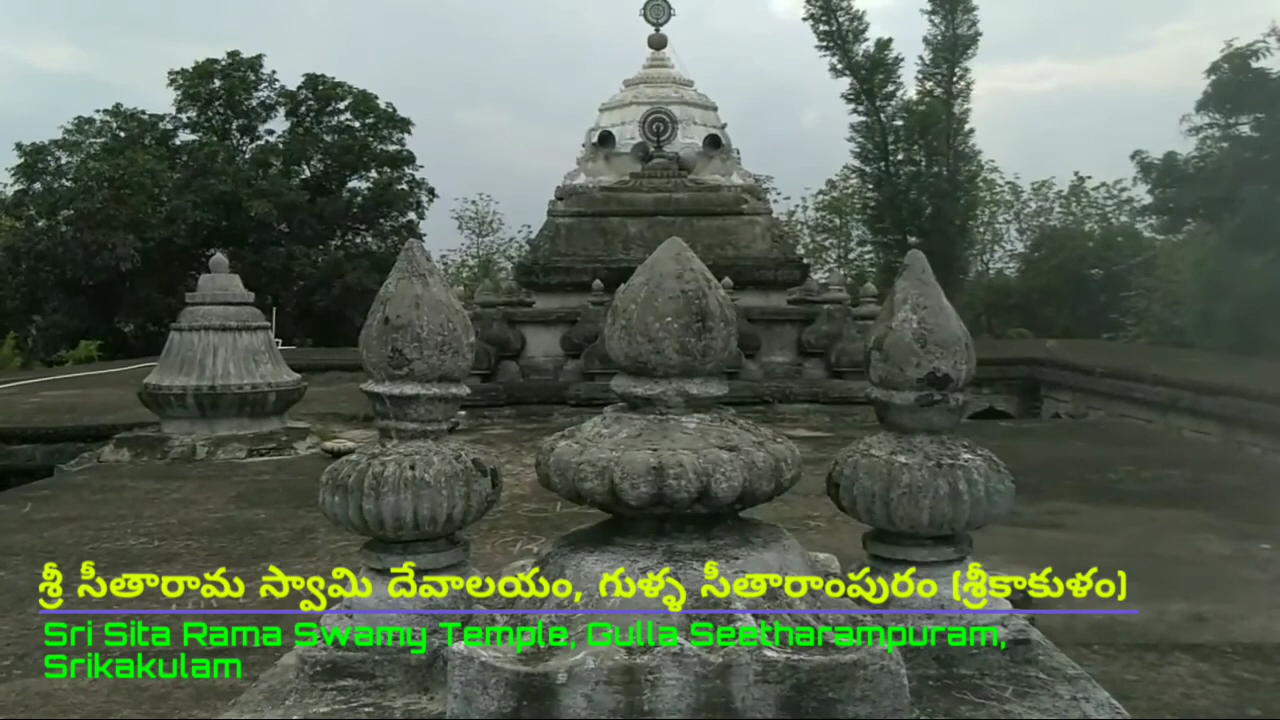 శ్రీ సీతారామ స్వామి దేవాలయం, గుళ్ళ సీతారాంపురం (శ్రీకాకుళం)
Sri Sita Rama Swamy Temple, Gulla Seetharampuram,
Srikakulam